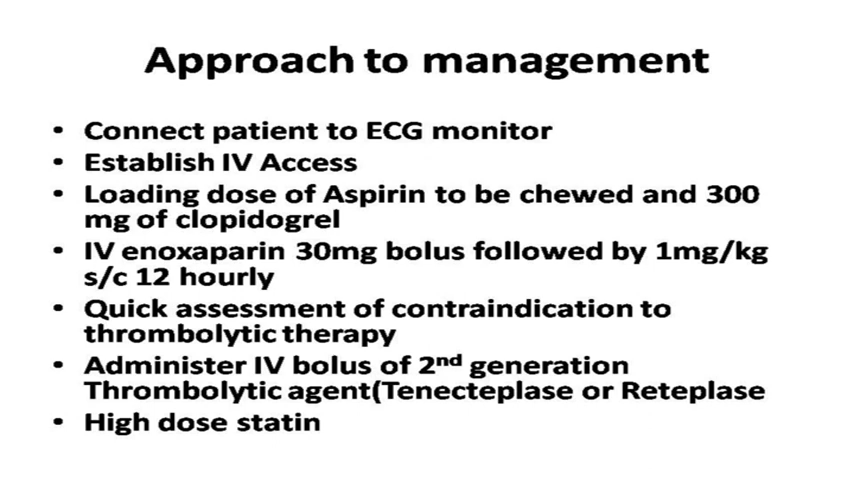 Approach to management
• Connect patient to ECG monitor
• Establish IV Access
• Loading dose of Aspirin to be chewed and 300
mg of clopidogrel
• IV enoxaparin 30mg bolus followed by 1mg/kg
s/c 12 hourly
• Quick assessment of contraindication to
thrombolytic therapy
• Administer IV bolus of 2nd generation
Thrombolytic agent(Tenecteplase or Reteplase
• High dose statin